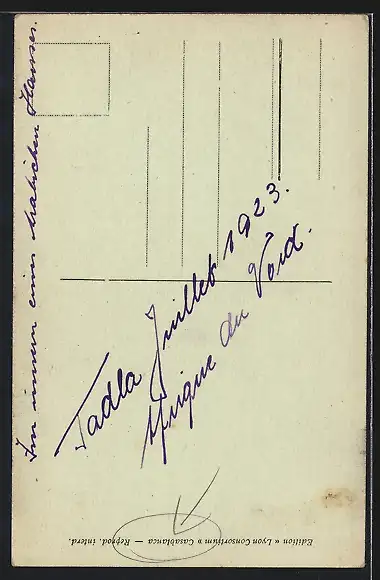 Im innern eines Arabischen Hauses.
Tadla Juillet 1923.
Afrique du Nord.
Edition « Lyon Consortium » Casablanca — Reprod. interd.